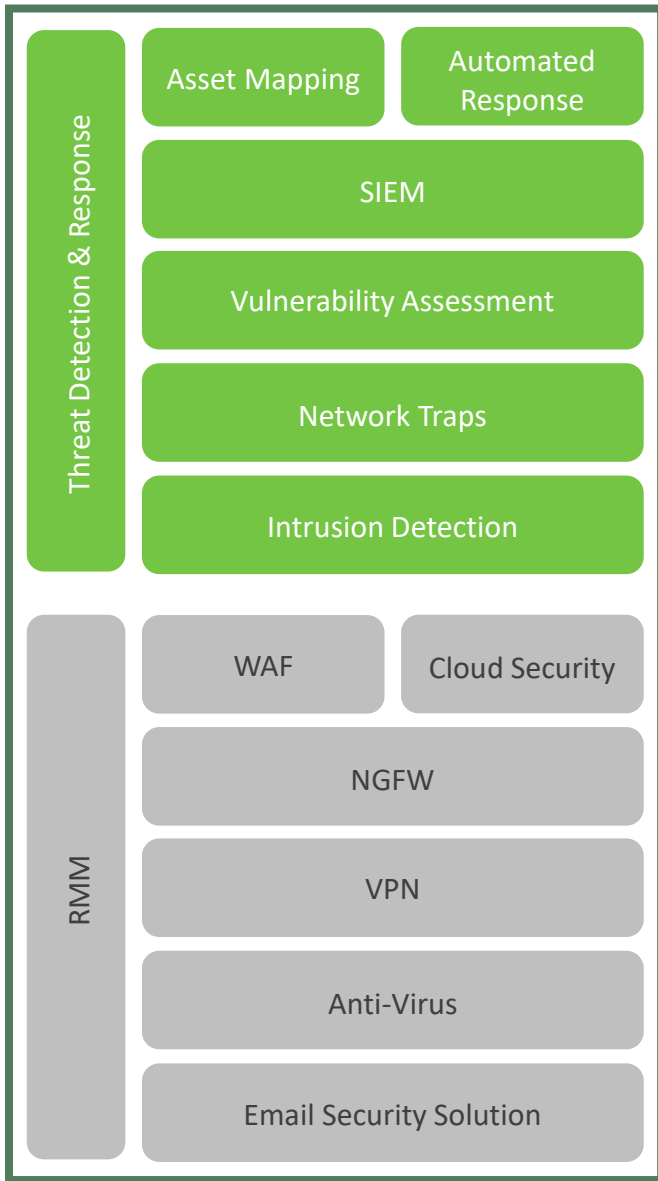 Threat Detection & Response
Asset Mapping
Automated
Response
SIEM
Vulnerability Assessment
Network Traps
Intrusion Detection
RMM
WAF
Cloud Security
NGFW
VPN
Anti-Virus
Email Security Solution